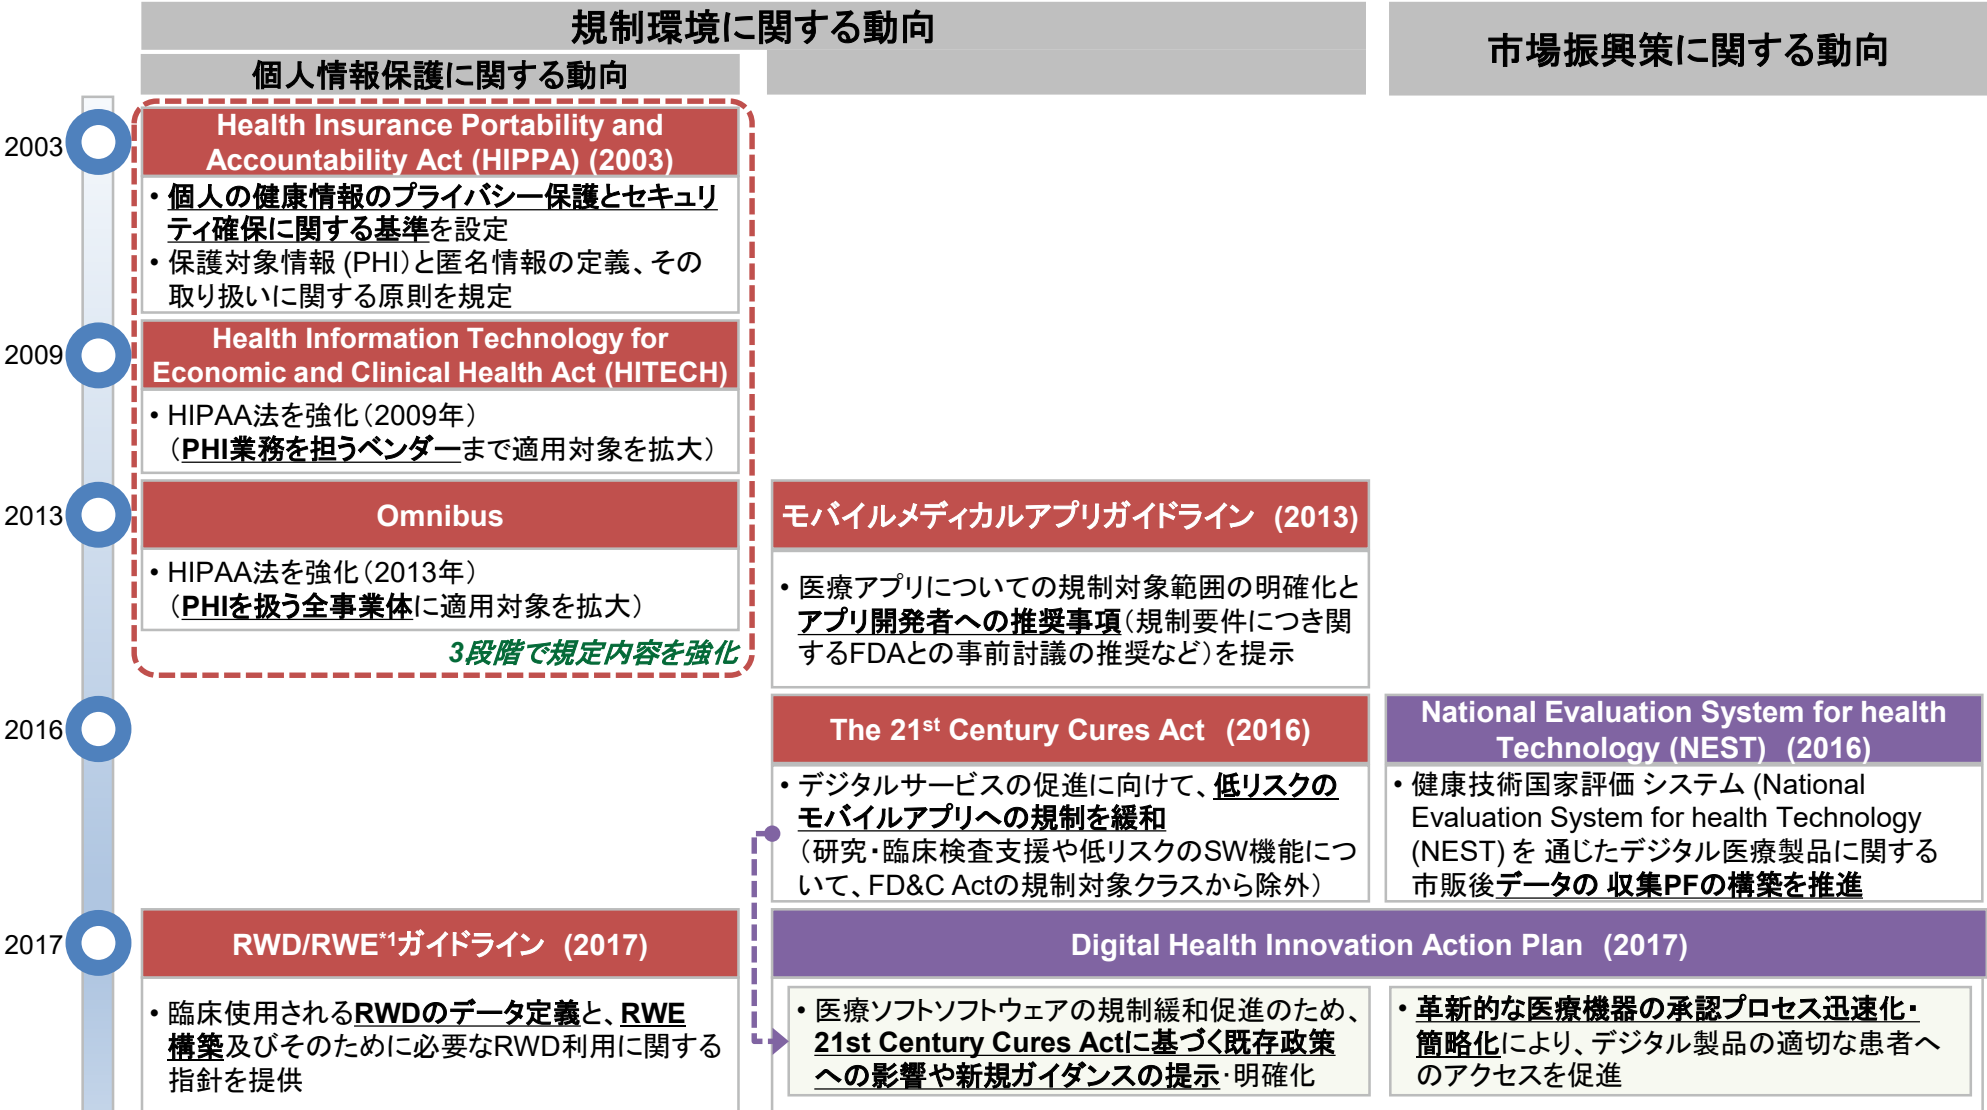 規制環境に関する動向
市場振興策に関する動向
個人情報保護に関する動向
2003
Health Insurance Portability and
Accountability Act (HIPPA) (2003)
・個人の健康情報のプライバシー保護とセキュリ
ティ確保に関する基準を設定
・保護対象情報 (PHI)と匿名情報の定義、その
取り扱いに関する原則を規定
2009
Health Information Technology for
Economic and Clinical Health Act (HITECH)
・HIPAA法を強化（2009年）
（PHI業務を担うベンダーまで適用対象を拡大）
2013
Omnibus
・HIPAA法を強化（2013年）
（PHIを扱う全事業体に適用対象を拡大）
3段階で規定内容を強化
モバイルメディカルアプリガイドライン (2013)
・医療アプリについての規制対象範囲の明確化と
アプリ開発者への推奨事項（規制要件につき関
するFDAとの事前討議の推奨など）を提示
2016
The 21st Century Cures Act (2016)
・デジタルサービスの促進に向けて、低リスクの
モバイルアプリへの規制を緩和
（研究・臨床検査支援や低リスクのSW機能につ
いて、FD&C Actの規制対象クラスから除外）
National Evaluation System for health
Technology (NEST) (2016)
・健康技術国家評価 システム (National
Evaluation System for health Technology
(NEST) を 通じたデジタル医療製品に関する
市販後データの 収集PFの構築を推進
2017
RWD/RWE*1ガイドライン (2017)
・臨床使用されるRWDのデータ定義と、RWE
構築及びそのために必要なRWD利用に関する
指針を提供
Digital Health Innovation Action Plan (2017)
・医療ソフトソフトウェアの規制緩和促進のため、
21st Century Cures Actに基づく既存政策
への影響や新規ガイダンスの提示・明確化
・革新的な医療機器の承認プロセス迅速化・
簡略化により、デジタル製品の適切な患者へ
のアクセスを促進